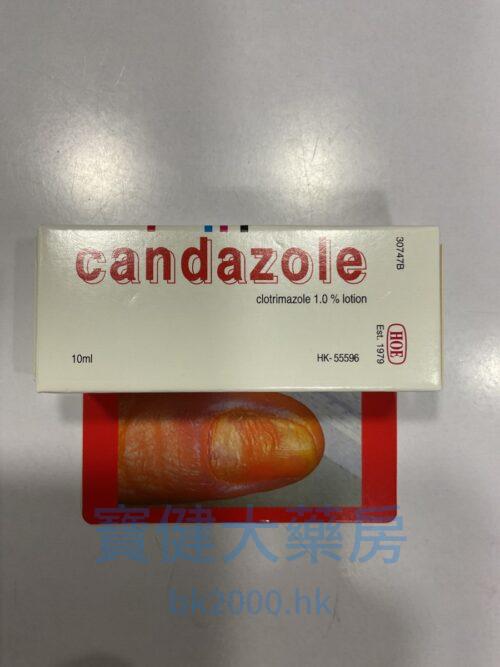 candazole
clotrimazole 1.0 % lotion
10ml
HK- 55596
30747B
HOE
Est. 1979
寶健大藥房
bk2000.hk